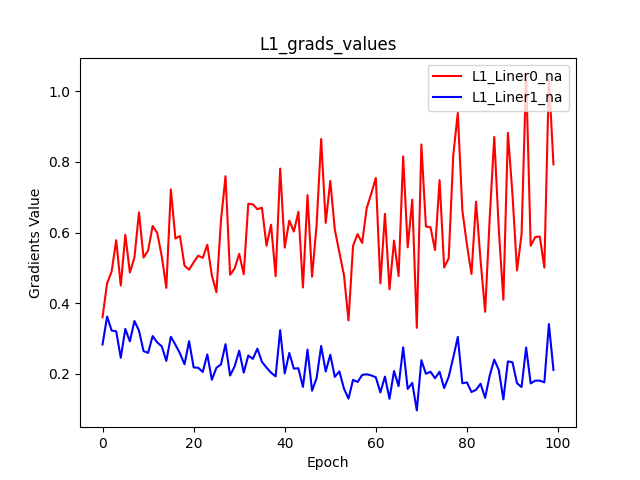 L1_grads_values
L1_Liner0_na
L1_Liner1_na
Gradients Value
1.0
0.8
0.6
0.4
0.2
0 20 40 60 80 100
Epoch